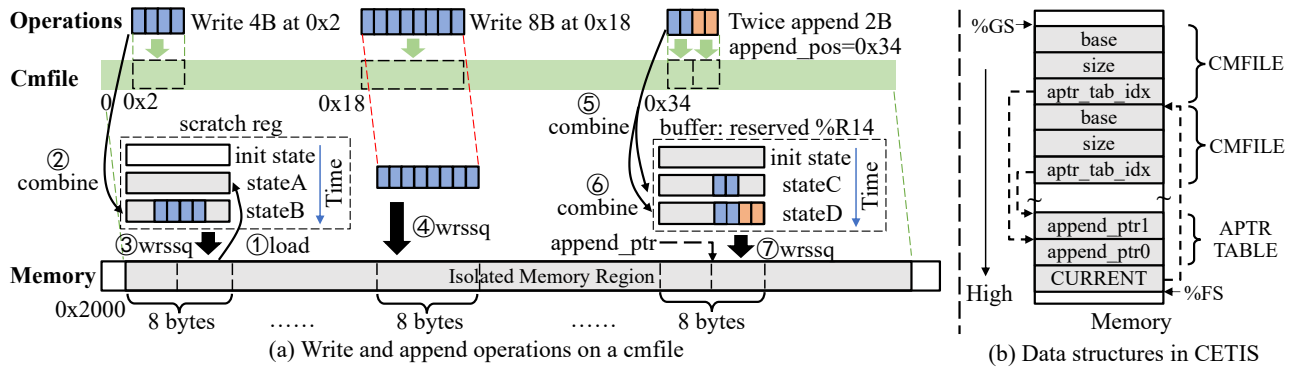 Operations
Write 4B at 0x2
Write 8B at 0x18
Twice append 2B
append_pos=0x34
Cmfile
0
0x2
0x18
0x34
scratch reg
init state
stateA
stateB
Time
②
combine
③wrssq
①load
④wrssq
⑤
combine
buffer: reserved %R14
init state
stateC
stateD
Time
⑥
combine
append_ptr
⑦wrssq
Memory
Isolated Memory Region
0x2000
8 bytes
……
8 bytes
……
8 bytes
(a) Write and append operations on a cmfile
%GS
base
size
aptr_tab_idx
CMFILE
base
size
aptr_tab_idx
CMFILE
~
~
append_ptr1
append_ptr0
APTR
TABLE
CURRENT
%FS
High
Memory
(b) Data structures in CETIS